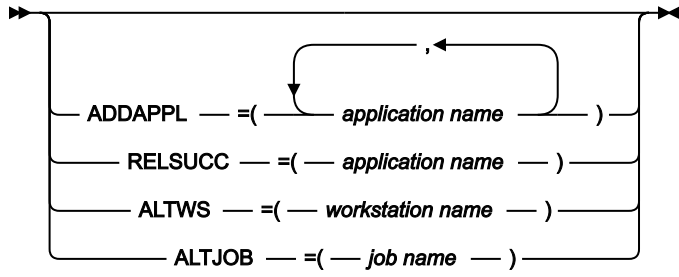 ,
ADDAPPL =( application name )
RELSUCC =( application name )
ALTWS =( workstation name )
ALTJOB =( job name )